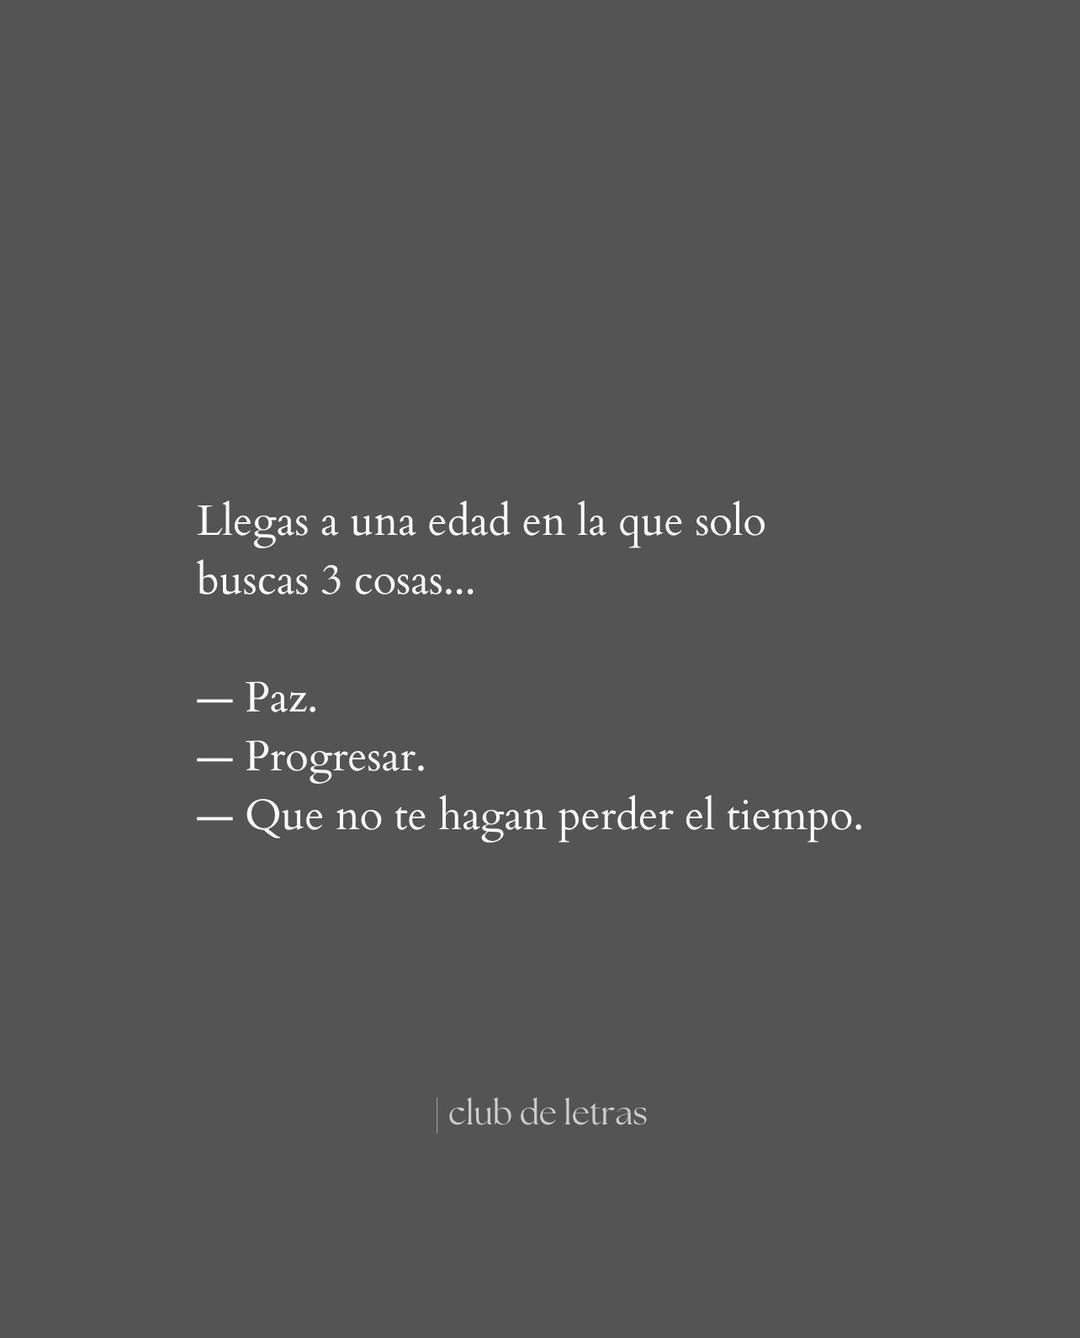 Llegas a una edad en la que solo
buscas 3 cosas...
— Paz.
— Progresar.
— Que no te hagan perder el tiempo.
| club de letras